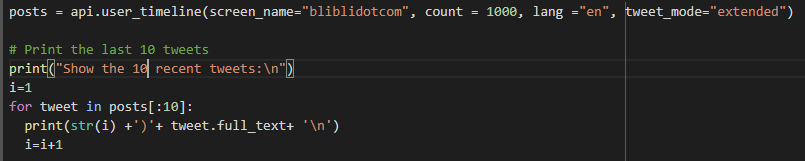 posts = api.user_timeline(screen_name="bliblidotcom", count = 1000, lang ="en", tweet_mode="extended")
# Print the last 10 tweets
print("Show the 10 recent tweets:\n")
i=1
for tweet in posts[:10]:
  print(str(i) +')'+ tweet.full_text+ '\n')
  i=i+1